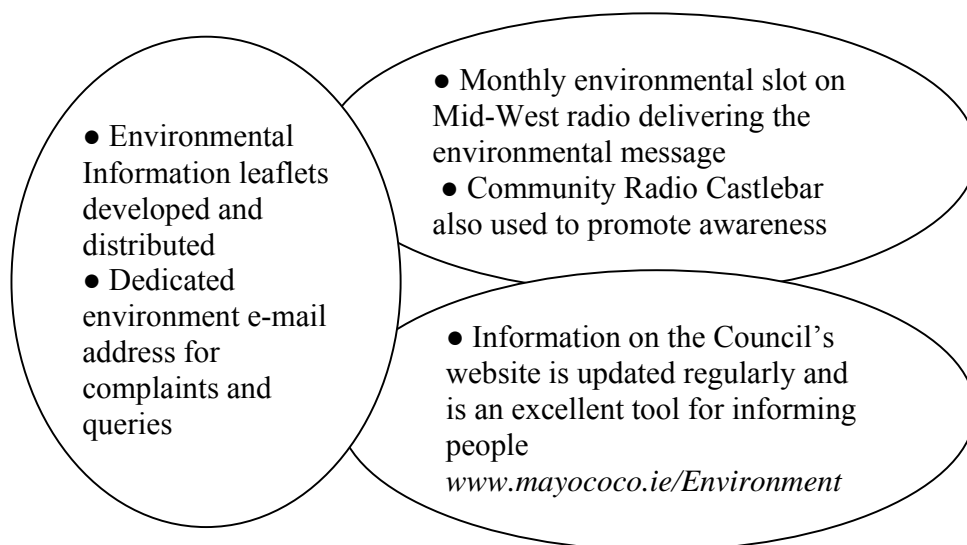 ● Environmental
Information leaflets
developed and
distributed
● Dedicated
environment e-mail
address for
complaints and
queries
● Monthly environmental slot on
Mid-West radio delivering the
environmental message
● Community Radio Castlebar
also used to promote awareness
● Information on the Council’s
website is updated regularly and
is an excellent tool for informing
people
www.mayococo.ie/Environment